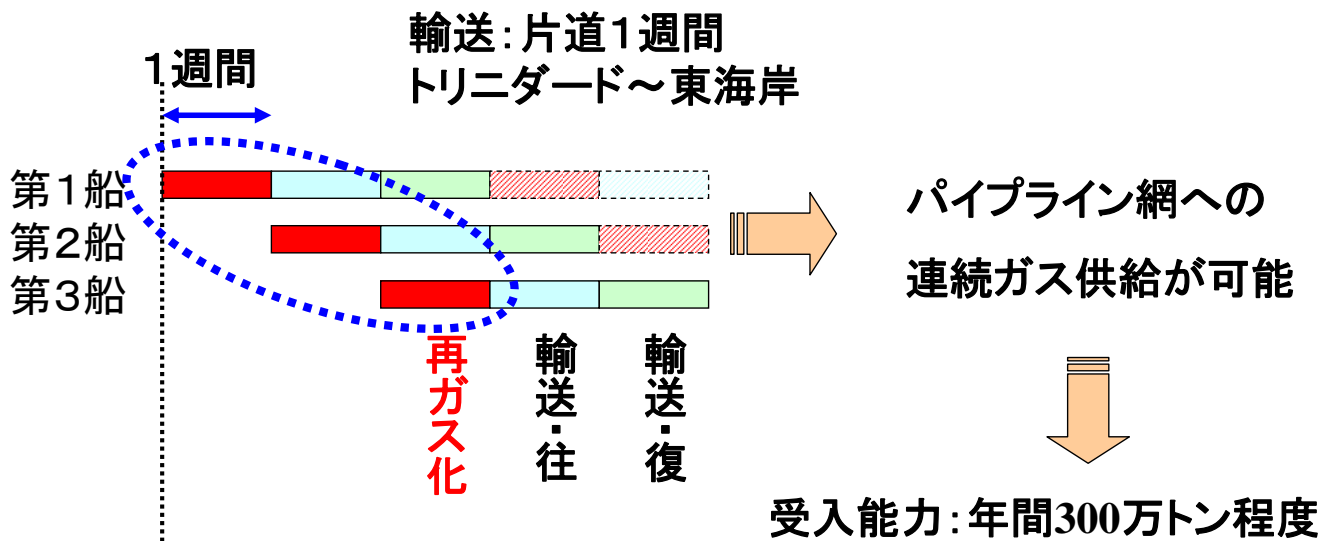 輸送：片道１週間
トリニダード～東海岸
１週間
第１船
第２船
第３船
再ガス化
輸送・往
輸送・復
パイプライン網への
連続ガス供給が可能
受入能力：年間300万トン程度